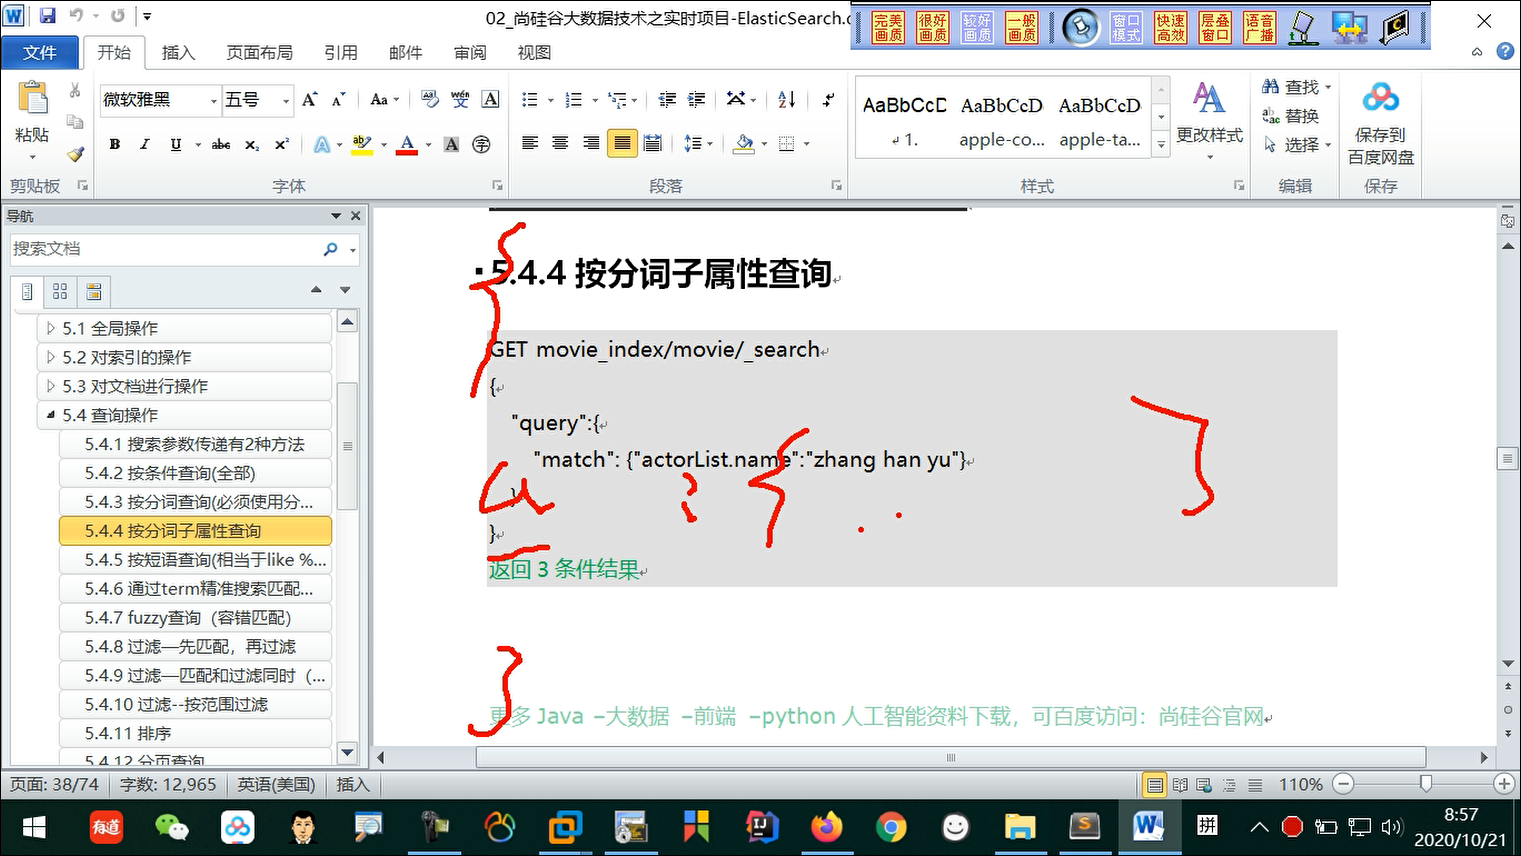 02_尚硅谷大数据技术之实时项目-ElasticSearch.d
完美画质 很好画质 较好画质 一般画质 窗口模式 快速高效 层叠窗口 语音广播
文件 开始 插入 页面布局 引用 邮件 审阅 视图
粘贴
微软雅黑 五号
AaBbCcD AaBbCcD AaBbCcD
1. apple-co... apple-ta...
更改样式
查找
替换
选择
保存到
百度网盘
剪贴板 字体 段落 样式 编辑 保存
导航
搜索文档
5.1 全局操作
5.2 对索引的操作
5.3 对文档进行操作
5.4 查询操作
5.4.1 搜索参数传递有2种方法
5.4.2 按条件查询(全部)
5.4.3 按分词查询(必须使用分...
5.4.4 按分词子属性查询
5.4.5 按短语查询(相当于like %...
5.4.6 通过term精准搜索匹配...
5.4.7 fuzzy查询（容错匹配）
5.4.8 过滤—先匹配，再过滤
5.4.9 过滤—匹配和过滤同时（...
5.4.10 过滤--按范围过滤
5.4.11 排序
5.4.12 分页查询
5.4.4 按分词子属性查询
GET movie_index/movie/_search
{
"query":{
"match": {"actorList.name":"zhang han yu"}
}
}
返回 3 条件结果
更多 Java –大数据 –前端 –python 人工智能资料下载，可百度访问：尚硅谷官网
页面: 38/74 字数: 12,965 英语(美国) 插入 110%
有道
拼
8:57
2020/10/21